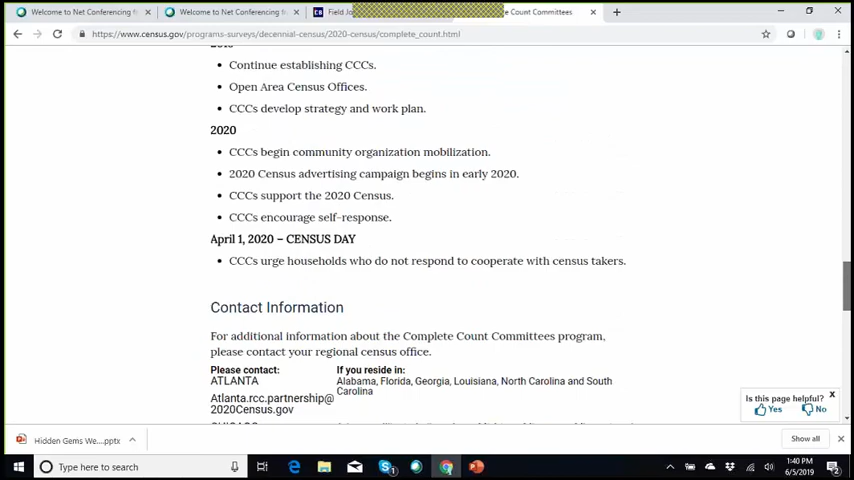 Welcome to Net Conferencing
Welcome to Net Conferencing th
CB Field Jo
e Count Committees
https://www.census.gov/programs-surveys/decennial-census/2020-census/complete_count.html
Continue establishing CCCs.
Open Area Census Offices.
CCCs develop strategy and work plan.
2020
CCCs begin community organization mobilization.
2020 Census advertising campaign begins in early 2020.
CCCs support the 2020 Census.
CCCs encourage self-response.
April 1, 2020 – CENSUS DAY
CCCs urge households who do not respond to cooperate with census takers.
Contact Information
For additional information about the Complete Count Committees program,
please contact your regional census office.
Please contact: If you reside in:
ATLANTA Alabama, Florida, Georgia, Louisiana, North Carolina and South
Carolina
Atlanta.rcc.partnership@
2020Census.gov
Is this page helpful? X
Yes No
Hidden Gems We....pptx
Show all
Type here to search
1:40 PM
6/5/2019